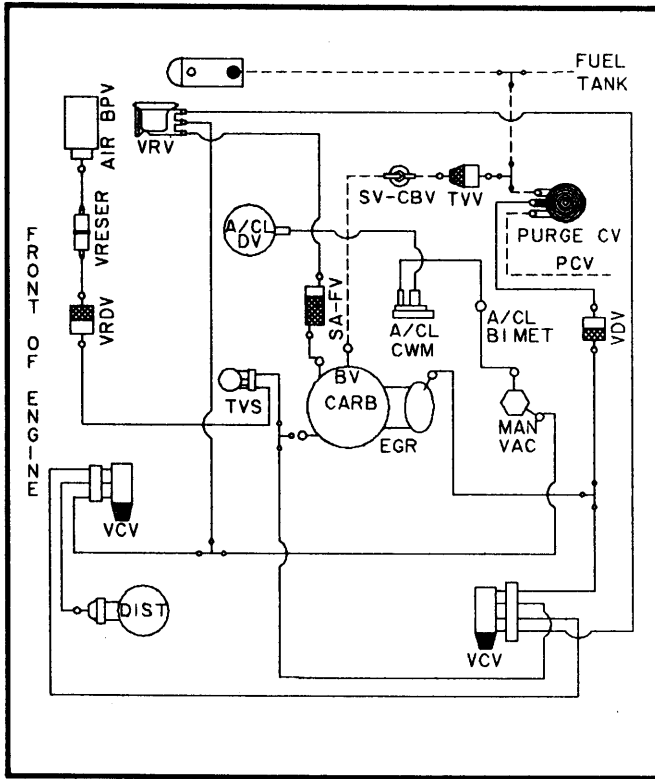 FUEL
TANK
AIR BPV
VRV
VRESER
A/CL
DV
SV-CBV
TVV
PURGE CV
PCV
FRONT OF ENGINE
VRDV
SA-FV
A/CL
CWM
A/CL
BIMET
VDV
TVS
BV
CARB
EGR
MAN
VAC
VCV
DIST
VCV